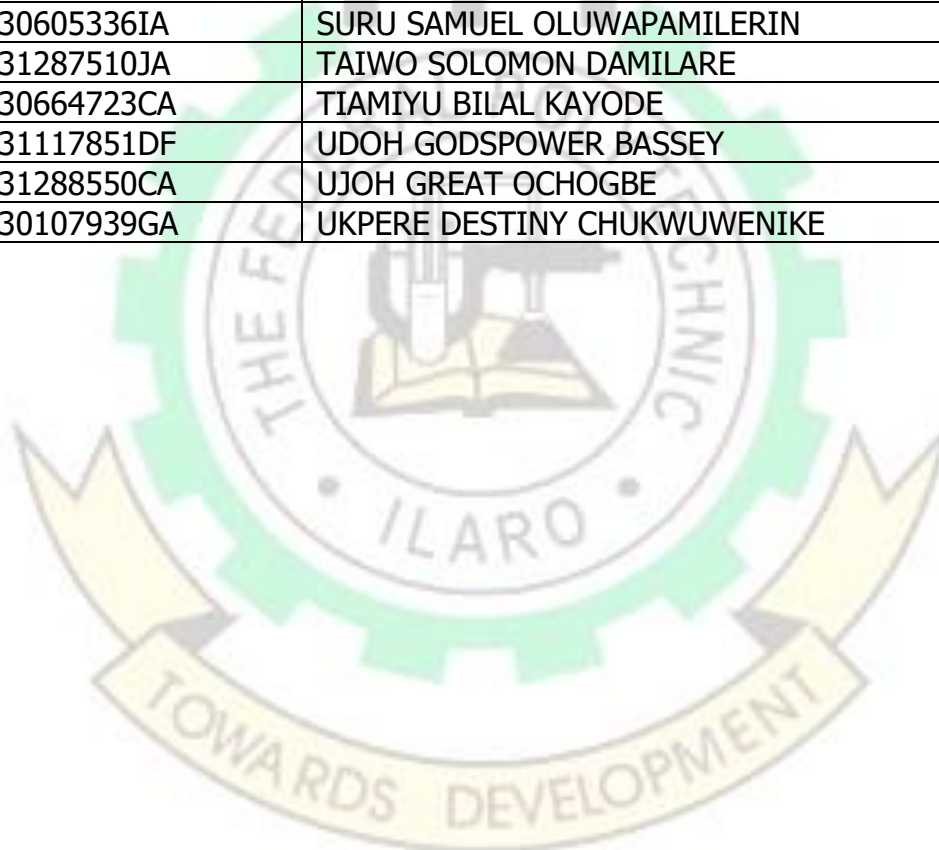 30605336IA SURU SAMUEL OLUWAPAMILERIN
31287510JA TAIWO SOLOMON DAMILARE
30664723CA TIAMIYU BILAL KAYODE
31117851DF UDOH GODSPOWER BASSEY
31288550CA UJOH GREAT OCHOGBE
30107939GA UKPERE DESTINY CHUKWUWENIKE
THE FEDERAL POLYTECHNIC
• ILARO •
TOWARDS DEVELOPMENT